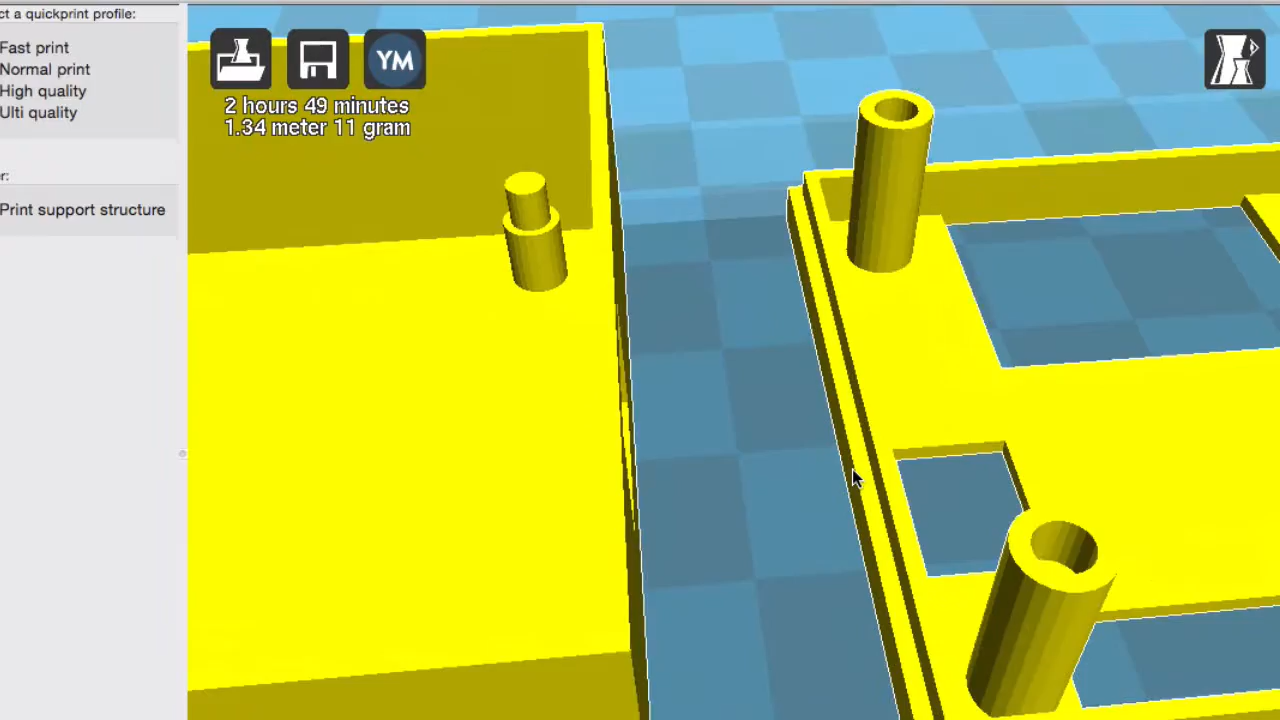 ct a quickprint profile:
Fast print
Normal print
High quality
Ulti quality
r:
Print support structure
YM
2 hours 49 minutes
1.34 meter 11 gram